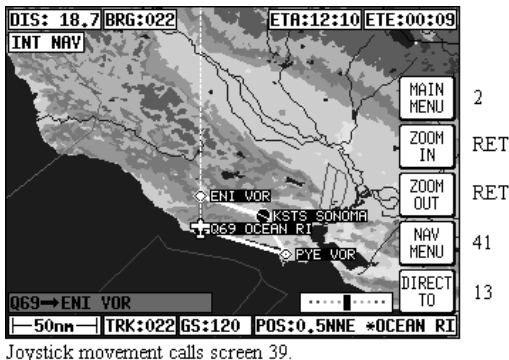 DIS: 18.7 BRG:022 ETA:12:10 ETE:00:09
INT NAV
MAIN MENU 2
ZOOM IN RET
ZOOM OUT RET
ENI VOR
KSTS SONOMA
Q69 OCEAN RI
NAV MENU 41
PYE VOR
DIRECT TO 13
Q69→ENI VOR
50nm TRK:022 GS:120 POS:0.5NNE *OCEAN RI
Joystick movement calls screen 39.